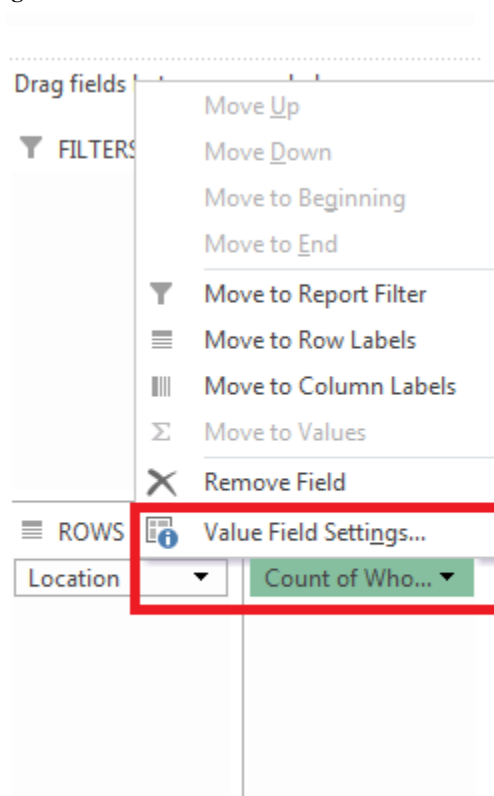 Drag fields
Move Up
FILTERS
Move Down
Move to Beginning
Move to End
Move to Report Filter
Move to Row Labels
Move to Column Labels
Move to Values
Remove Field
ROWS
Value Field Settings...
Location
Count of Who...